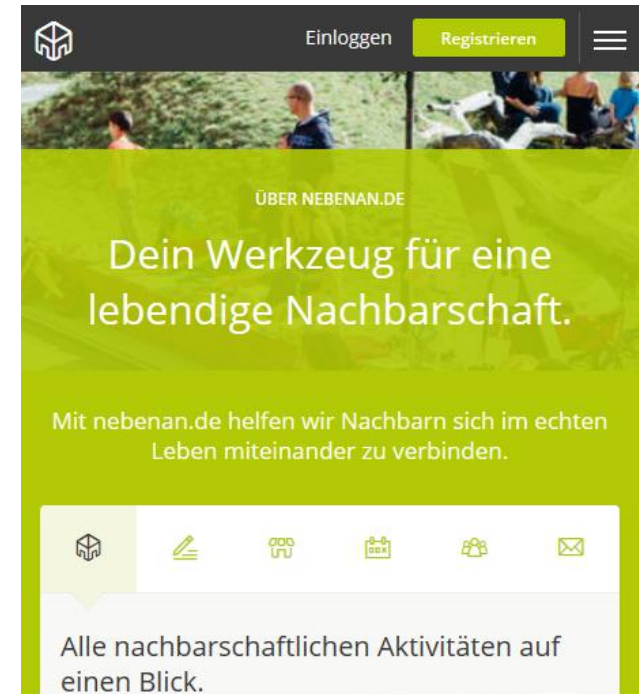 Einloggen Registrieren
ÜBER NEBENAN.DE
Dein Werkzeug für eine
lebendige Nachbarschaft.
Mit nebenan.de helfen wir Nachbarn sich im echten
Leben miteinander zu verbinden.
Alle nachbarschaftlichen Aktivitäten auf
einen Blick.